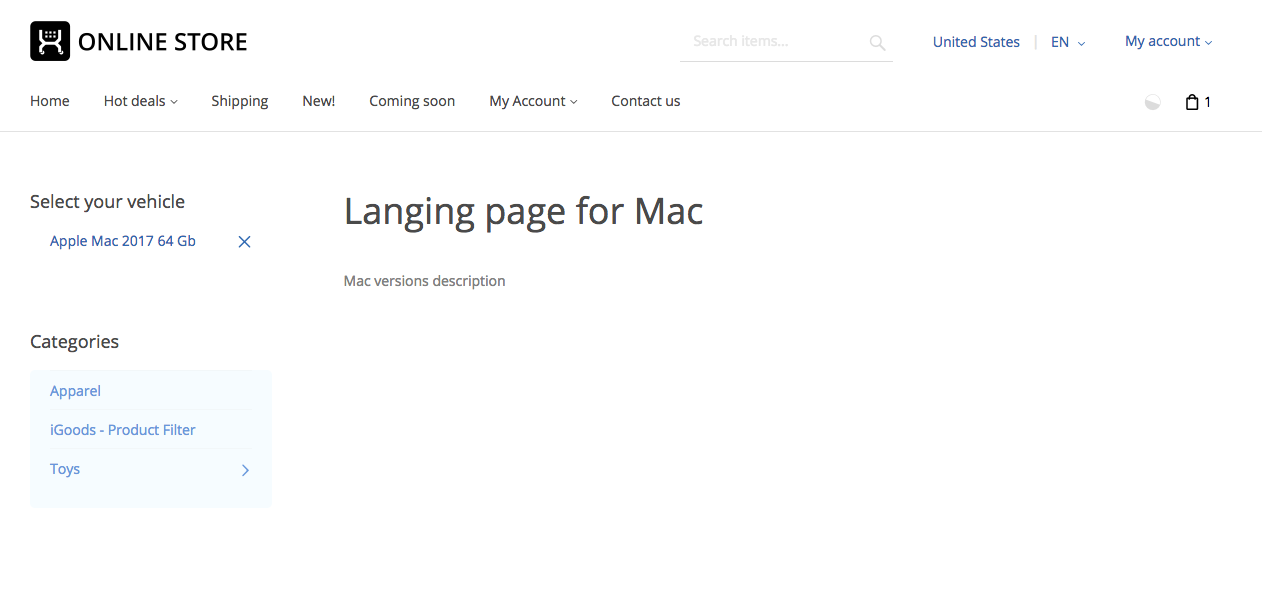 ONLINE STORE
Search items...
United States | EN
My account
Home Hot deals Shipping New! Coming soon My Account Contact us 1
Select your vehicle
Apple Mac 2017 64 Gb
Langing page for Mac
Mac versions description
Categories
Apparel
iGoods - Product Filter
Toys